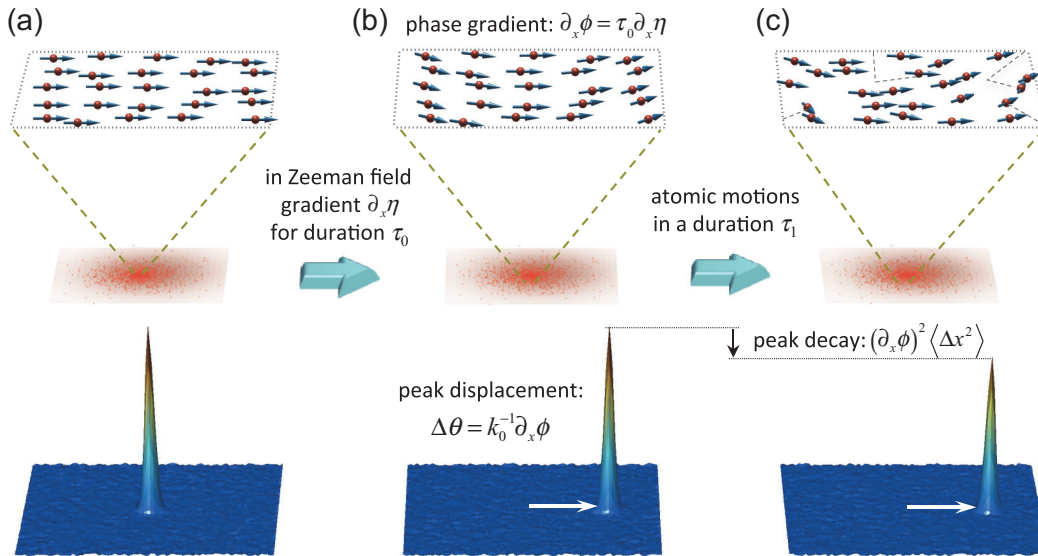 (a)
(b)
(c)
phase gradient: ∂ₓϕ = τ₀∂ₓη
in Zeeman field
gradient ∂ₓη
for duration τ₀
atomic motions
in a duration τ₁
peak decay: (∂ₓϕ)²⟨Δx²⟩
peak displacement:
Δθ = k₀⁻¹∂ₓϕ